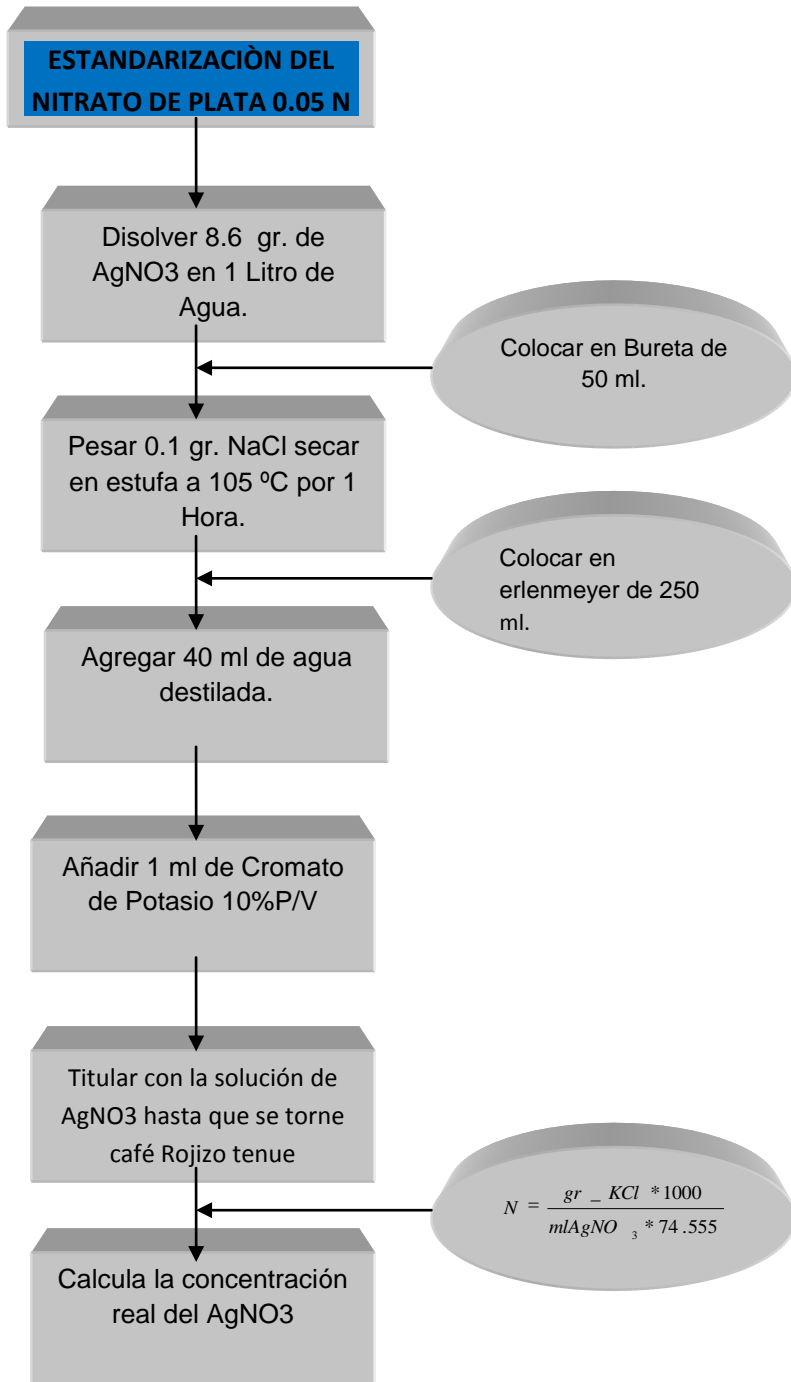 ESTANDARIZACIÒN DEL
NITRATO DE PLATA 0.05 N
Disolver 8.6 gr. de
AgNO3 en 1 Litro de
Agua.
Colocar en Bureta de
50 ml.
Pesar 0.1 gr. NaCl secar
en estufa a 105 ºC por 1
Hora.
Colocar en
erlenmeyer de 250
ml.
Agregar 40 ml de agua
destilada.
Añadir 1 ml de Cromato
de Potasio 10%P/V
Titular con la solución de
AgNO3 hasta que se torne
café Rojizo tenue
N = gr _ KCl * 1000
mlAgNO 3 * 74 .555
Calcula la concentración
real del AgNO3